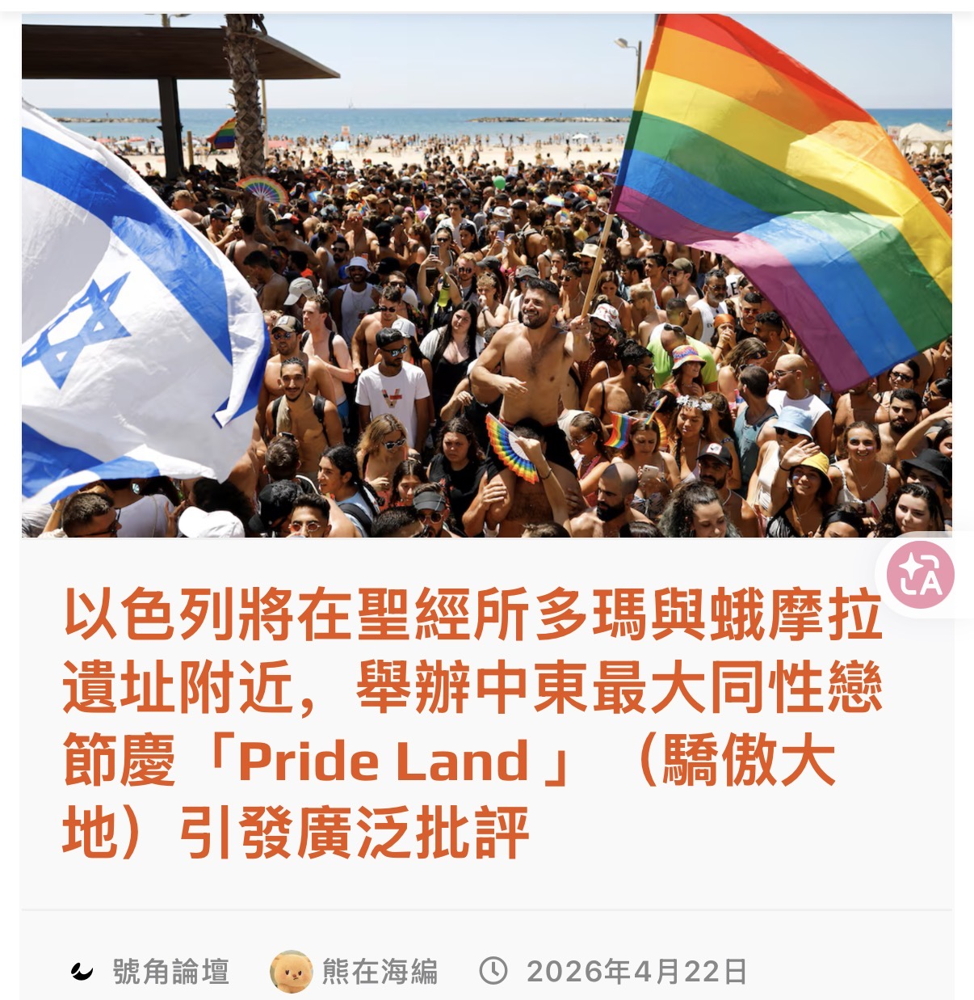 以色列將在聖經所多瑪與蛾摩拉
遺址附近，舉辦中東最大同性戀
節慶「Pride Land 」（驕傲大
地）引發廣泛批評
號角論壇 熊在海編 2026年4月22日